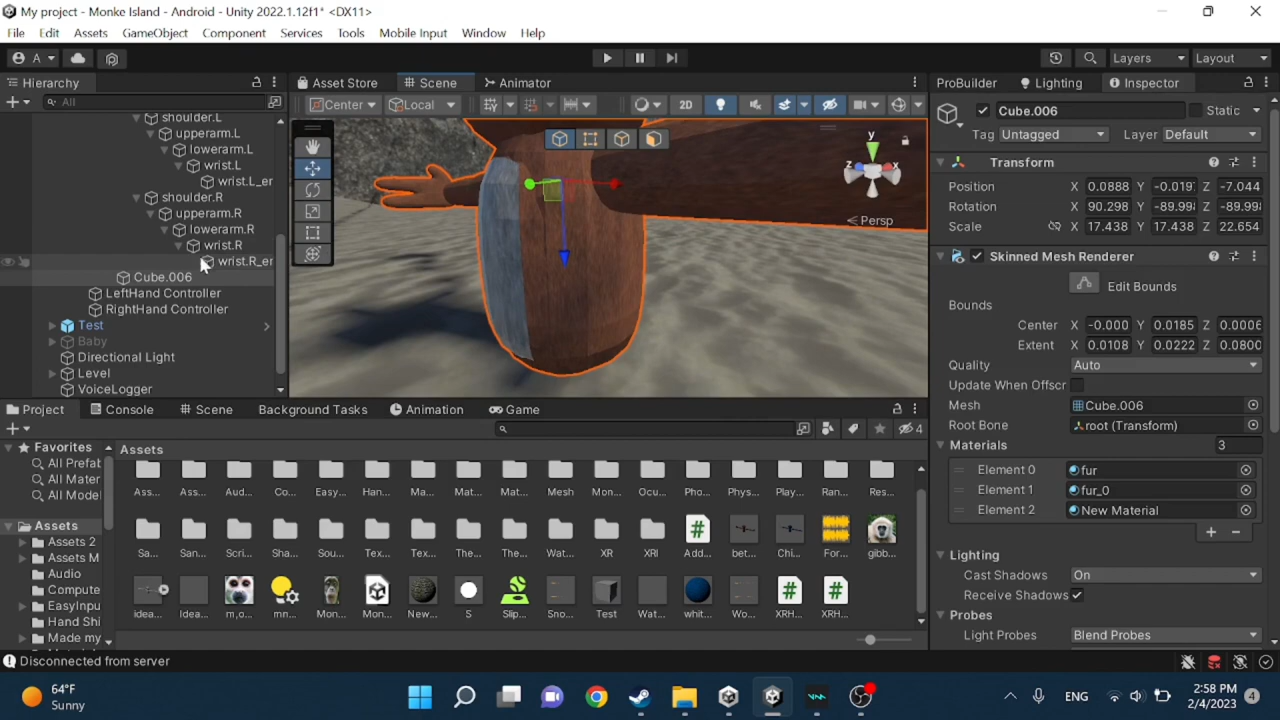 My project - Monke Island - Android - Unity 2022.1.12f1* <DX11>
File Edit Assets GameObject Component Services Tools Mobile Input Window Help
A Layers Layout
Hierarchy Asset Store Scene Animator ProBuilder Lighting Inspector
All Center Local 2D
Cube.006 Static
Tag Untagged Layer Default
shoulder.L
upperarm.L
lowerarm.L
wrist.L
wrist.L_er
shoulder.R
upperarm.R
lowerarm.R
wrist.R
wrist.R_er
Cube.006
LeftHand Controller
RightHand Controller
Test
Baby
Directional Light
Level
VoiceLogger
y
z x
Persp
Transform
Position X 0.0888 Y -0.019 Z -7.044
Rotation X 90.298 Y -89.99 Z -89.99
Scale X 17.438 Y 17.438 Z 22.654
Skinned Mesh Renderer
Edit Bounds
Bounds
Center X -0.000 Y 0.0185 Z 0.0006
Extent X 0.0108 Y 0.0222 Z 0.0800
Quality Auto
Update When Offscr
Mesh Cube.006
Root Bone root (Transform)
Materials 3
Element 0 fur
Element 1 fur_0
Element 2 New Material
Lighting
Cast Shadows On
Receive Shadows
Probes
Light Probes Blend Probes
Project Console Scene Background Tasks Animation Game
4
Favorites
All Prefat
All Mater
All Model
Assets
Assets 2
Assets M
Audio
Compute
EasyInpu
Hand Shi
Made my
Assets
Ass... Ass... Aud... Co... Easy... Han... Ma... Mat... Mat... Mesh Mon... Ocu... Pho... Phys... Play... Ran... Res...
Sa... San... Scri... Sha... Sou... Tex... Tex... The... The... Wat... XR XRI Add... bet... Chi... For... gibb...
idea... Idea... m,o... mn... Mon... Mon... New... S Slip... Sno... Test Wat... whit... Wo... XRH... XRH...
Disconnected from server
64°F
Sunny
ENG
2:58 PM
2/4/2023
4